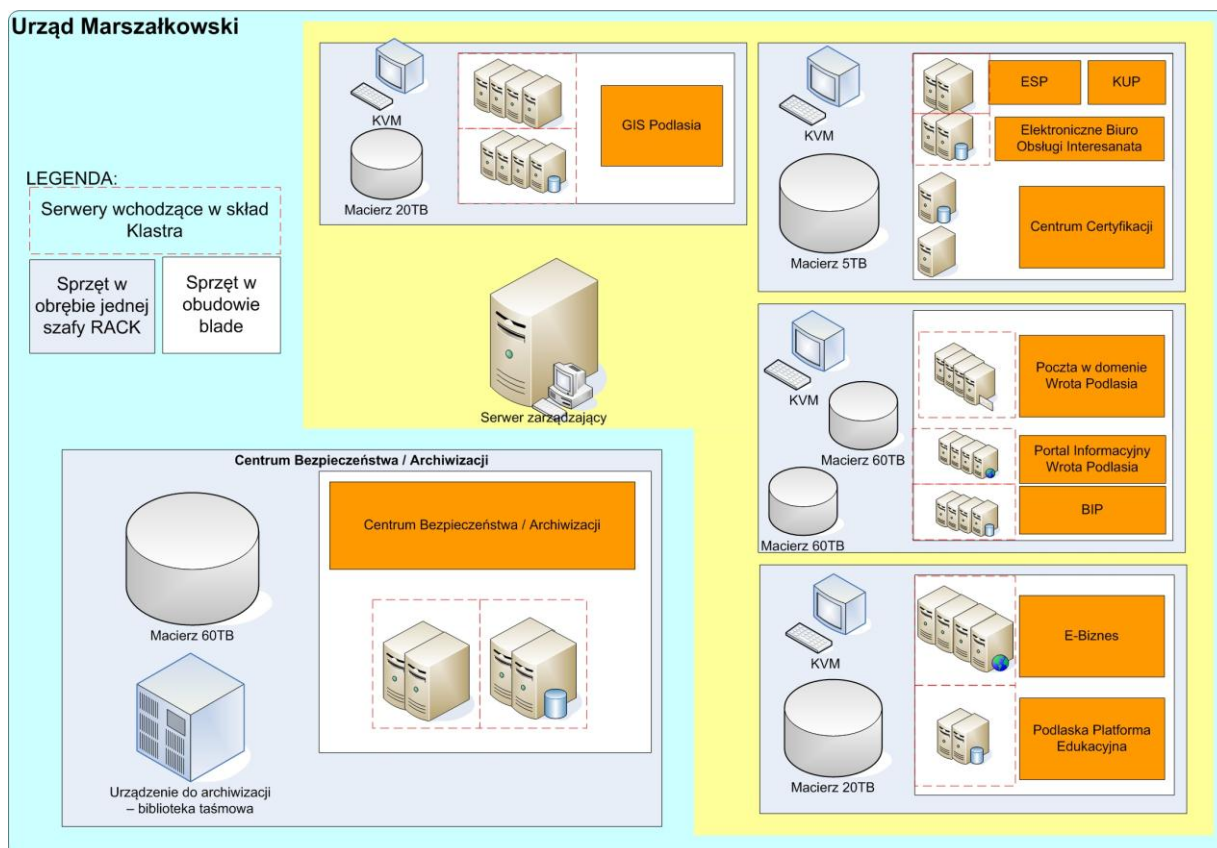 Urząd Marszałkowski
LEGENDA:
Serwery wchodzące w skład
Klastra
Sprzęt w
obrębie jednej
szafy RACK
Sprzęt w
obudowie
blade
KVM
Macierz 20TB
GIS Podlasia
Serwer zarządzający
KVM
Macierz 5TB
ESP
KUP
Elektroniczne Biuro
Obsługi Interesanata
Centrum Certyfikacji
KVM
Macierz 60TB
Macierz 60TB
Poczta w domenie
Wrota Podlasia
Portal Informacyjny
Wrota Podlasia
BIP
KVM
Macierz 20TB
E-Biznes
Podlaska Platforma
Edukacyjna
Centrum Bezpieczeństwa / Archiwizacji
Centrum Bezpieczeństwa / Archiwizacji
Macierz 60TB
Urządzenie do archiwizacji
– biblioteka taśmowa